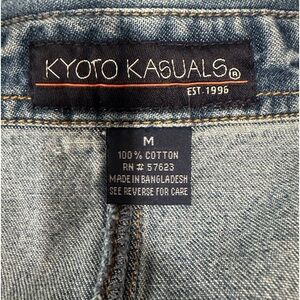 KYOTO KASUALS®
EST. 1996
M
100% COTTON
RN # 57623
MADE IN BANGLADESH
SEE REVERSE FOR CARE